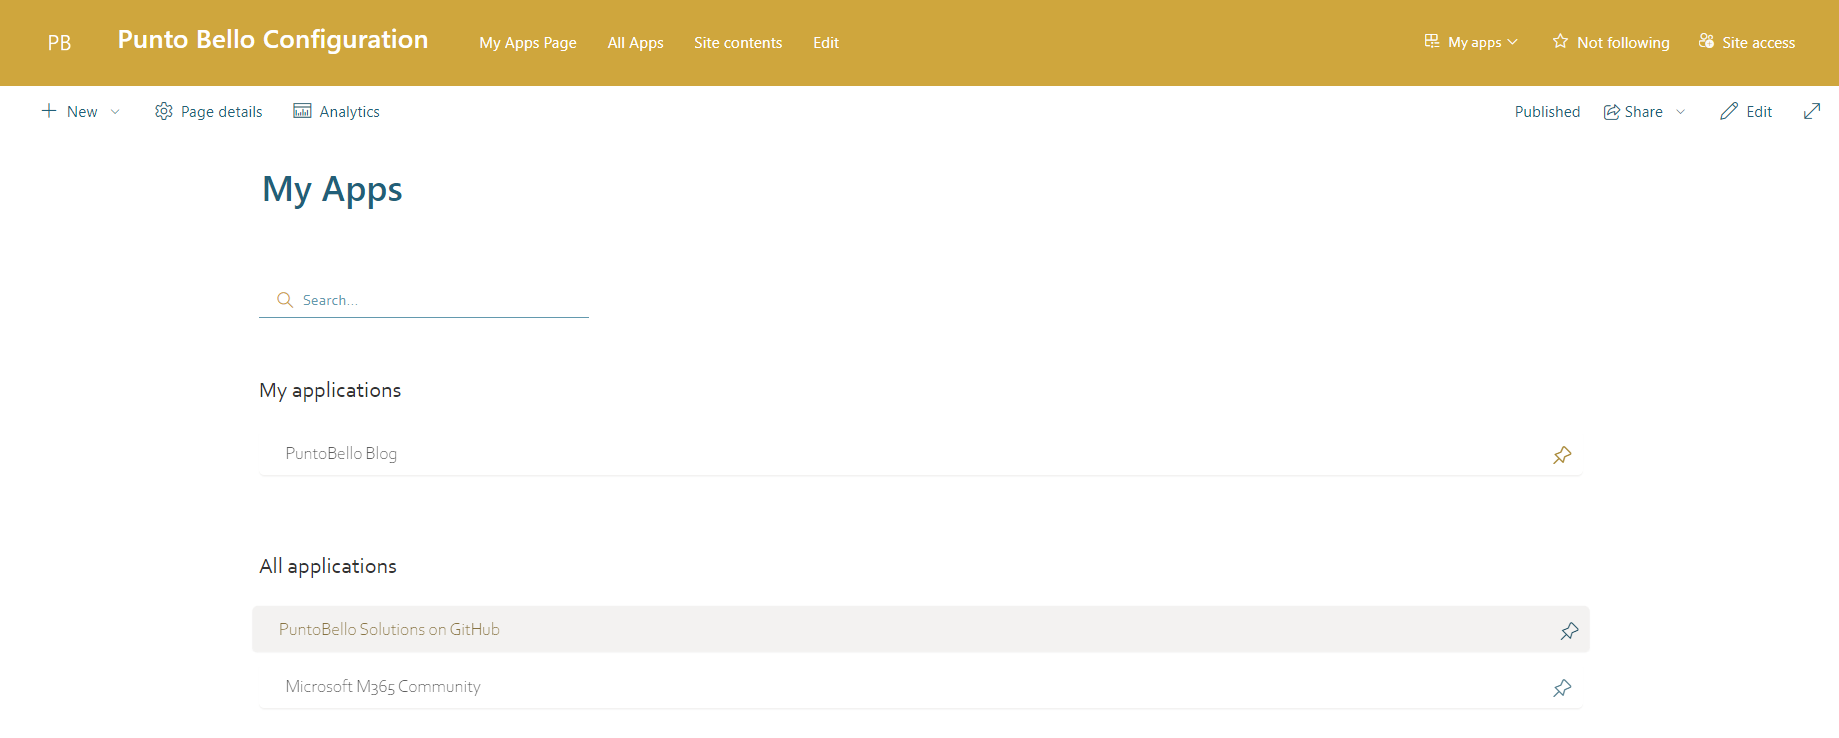 PB Punto Bello Configuration My Apps Page All Apps Site contents Edit My apps Not following Site access
New Page details Analytics Published Share Edit
My Apps
Search...
My applications
PuntoBello Blog
All applications
PuntoBello Solutions on GitHub
Microsoft M365 Community